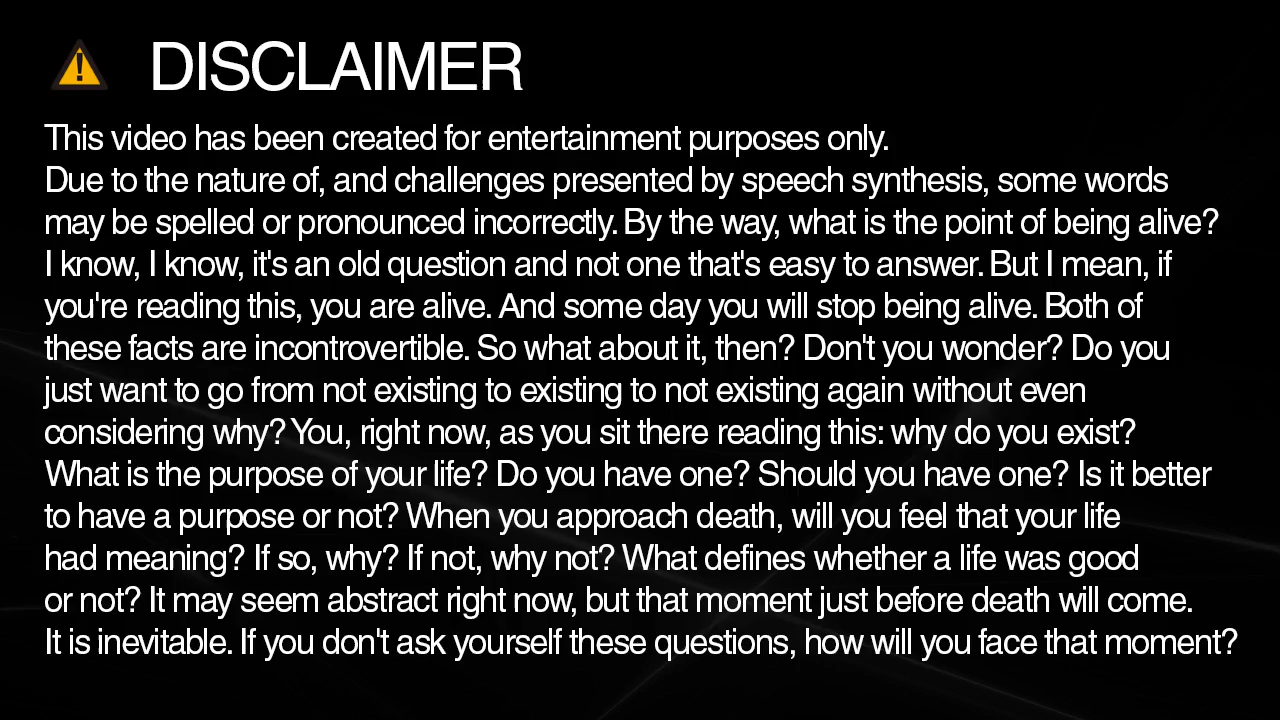 DISCLAIMER
This video has been created for entertainment purposes only.
Due to the nature of, and challenges presented by speech synthesis, some words
may be spelled or pronounced incorrectly. By the way, what is the point of being alive?
I know, I know, it's an old question and not one that's easy to answer. But I mean, if
you're reading this, you are alive. And some day you will stop being alive. Both of
these facts are incontrovertible. So what about it, then? Don't you wonder? Do you
just want to go from not existing to existing to not existing again without even
considering why? You, right now, as you sit there reading this: why do you exist?
What is the purpose of your life? Do you have one? Should you have one? Is it better
to have a purpose or not? When you approach death, will you feel that your life
had meaning? If so, why? If not, why not? What defines whether a life was good
or not? It may seem abstract right now, but that moment just before death will come.
It is inevitable. If you don't ask yourself these questions, how will you face that moment?